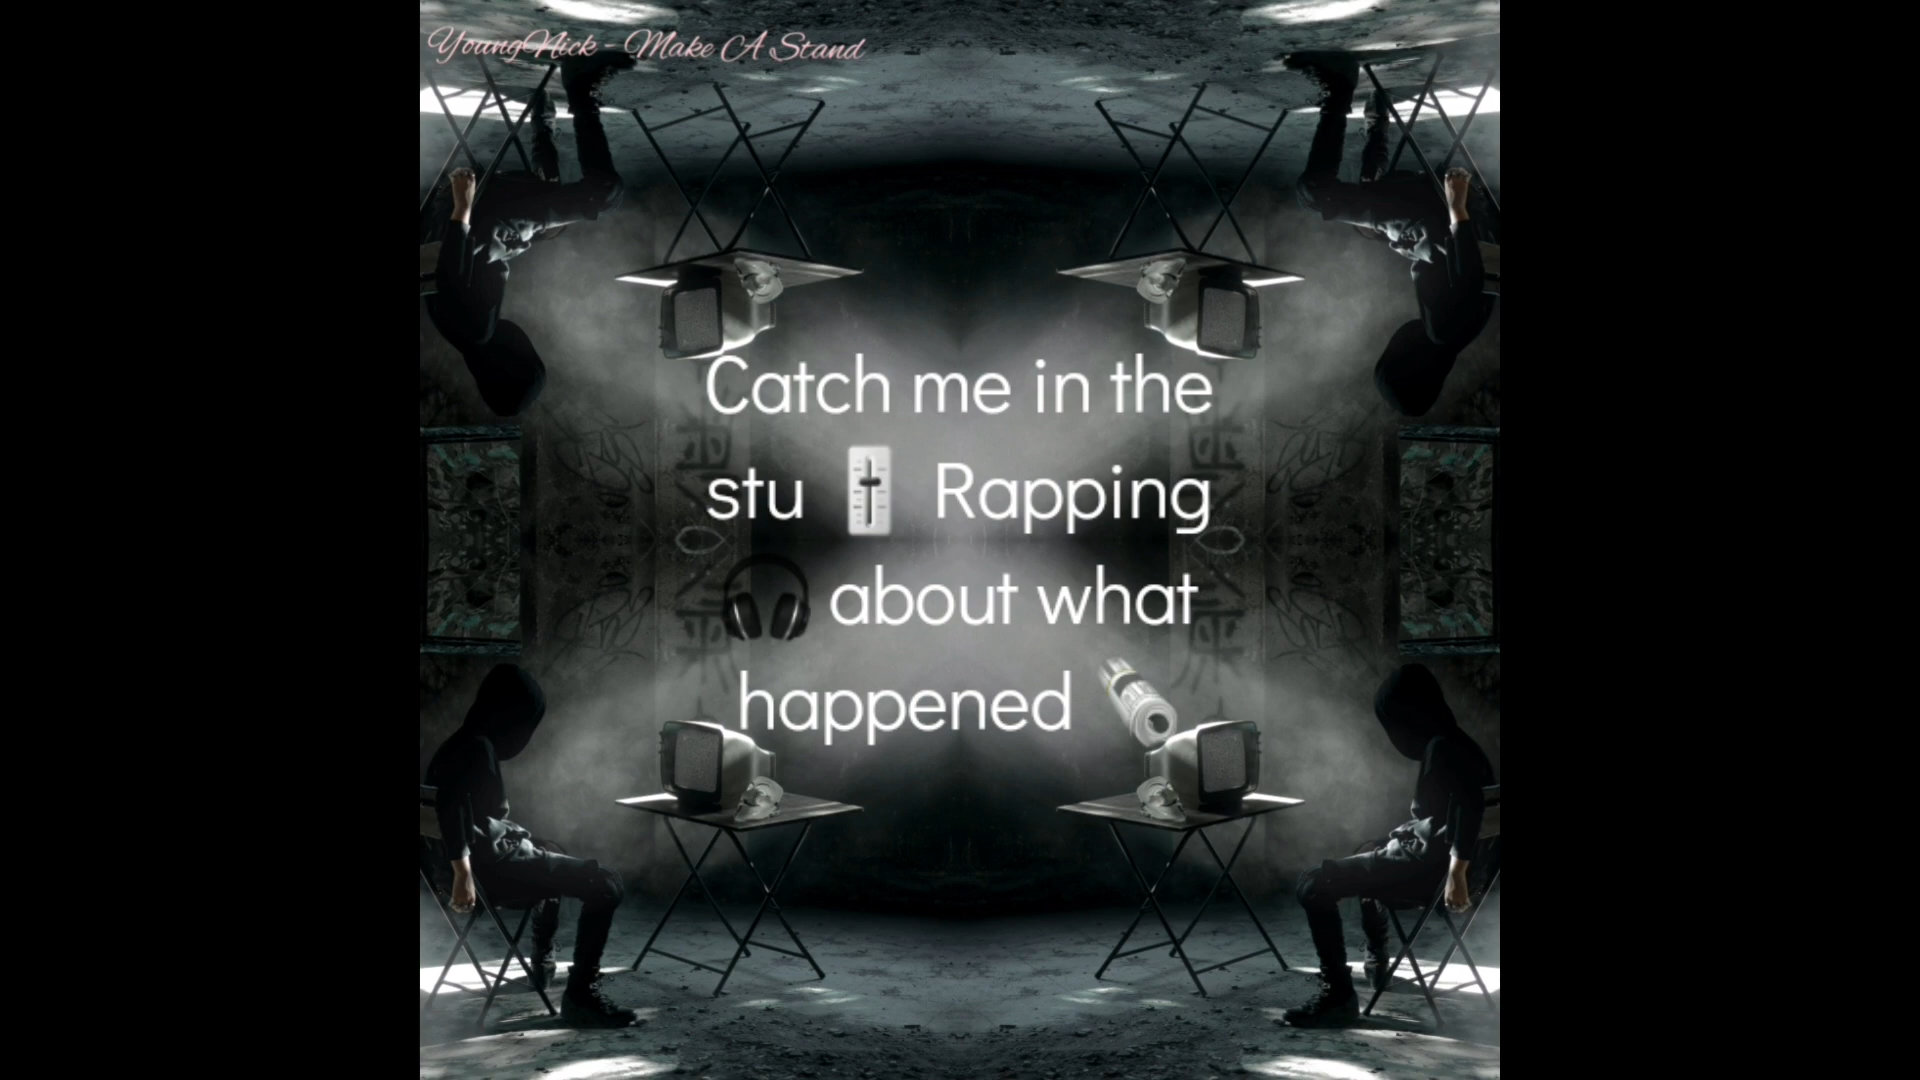 YoungNick - Make A Stand
Catch me in the
stu 🎚 Rapping
🎧 about what
happened 🗞